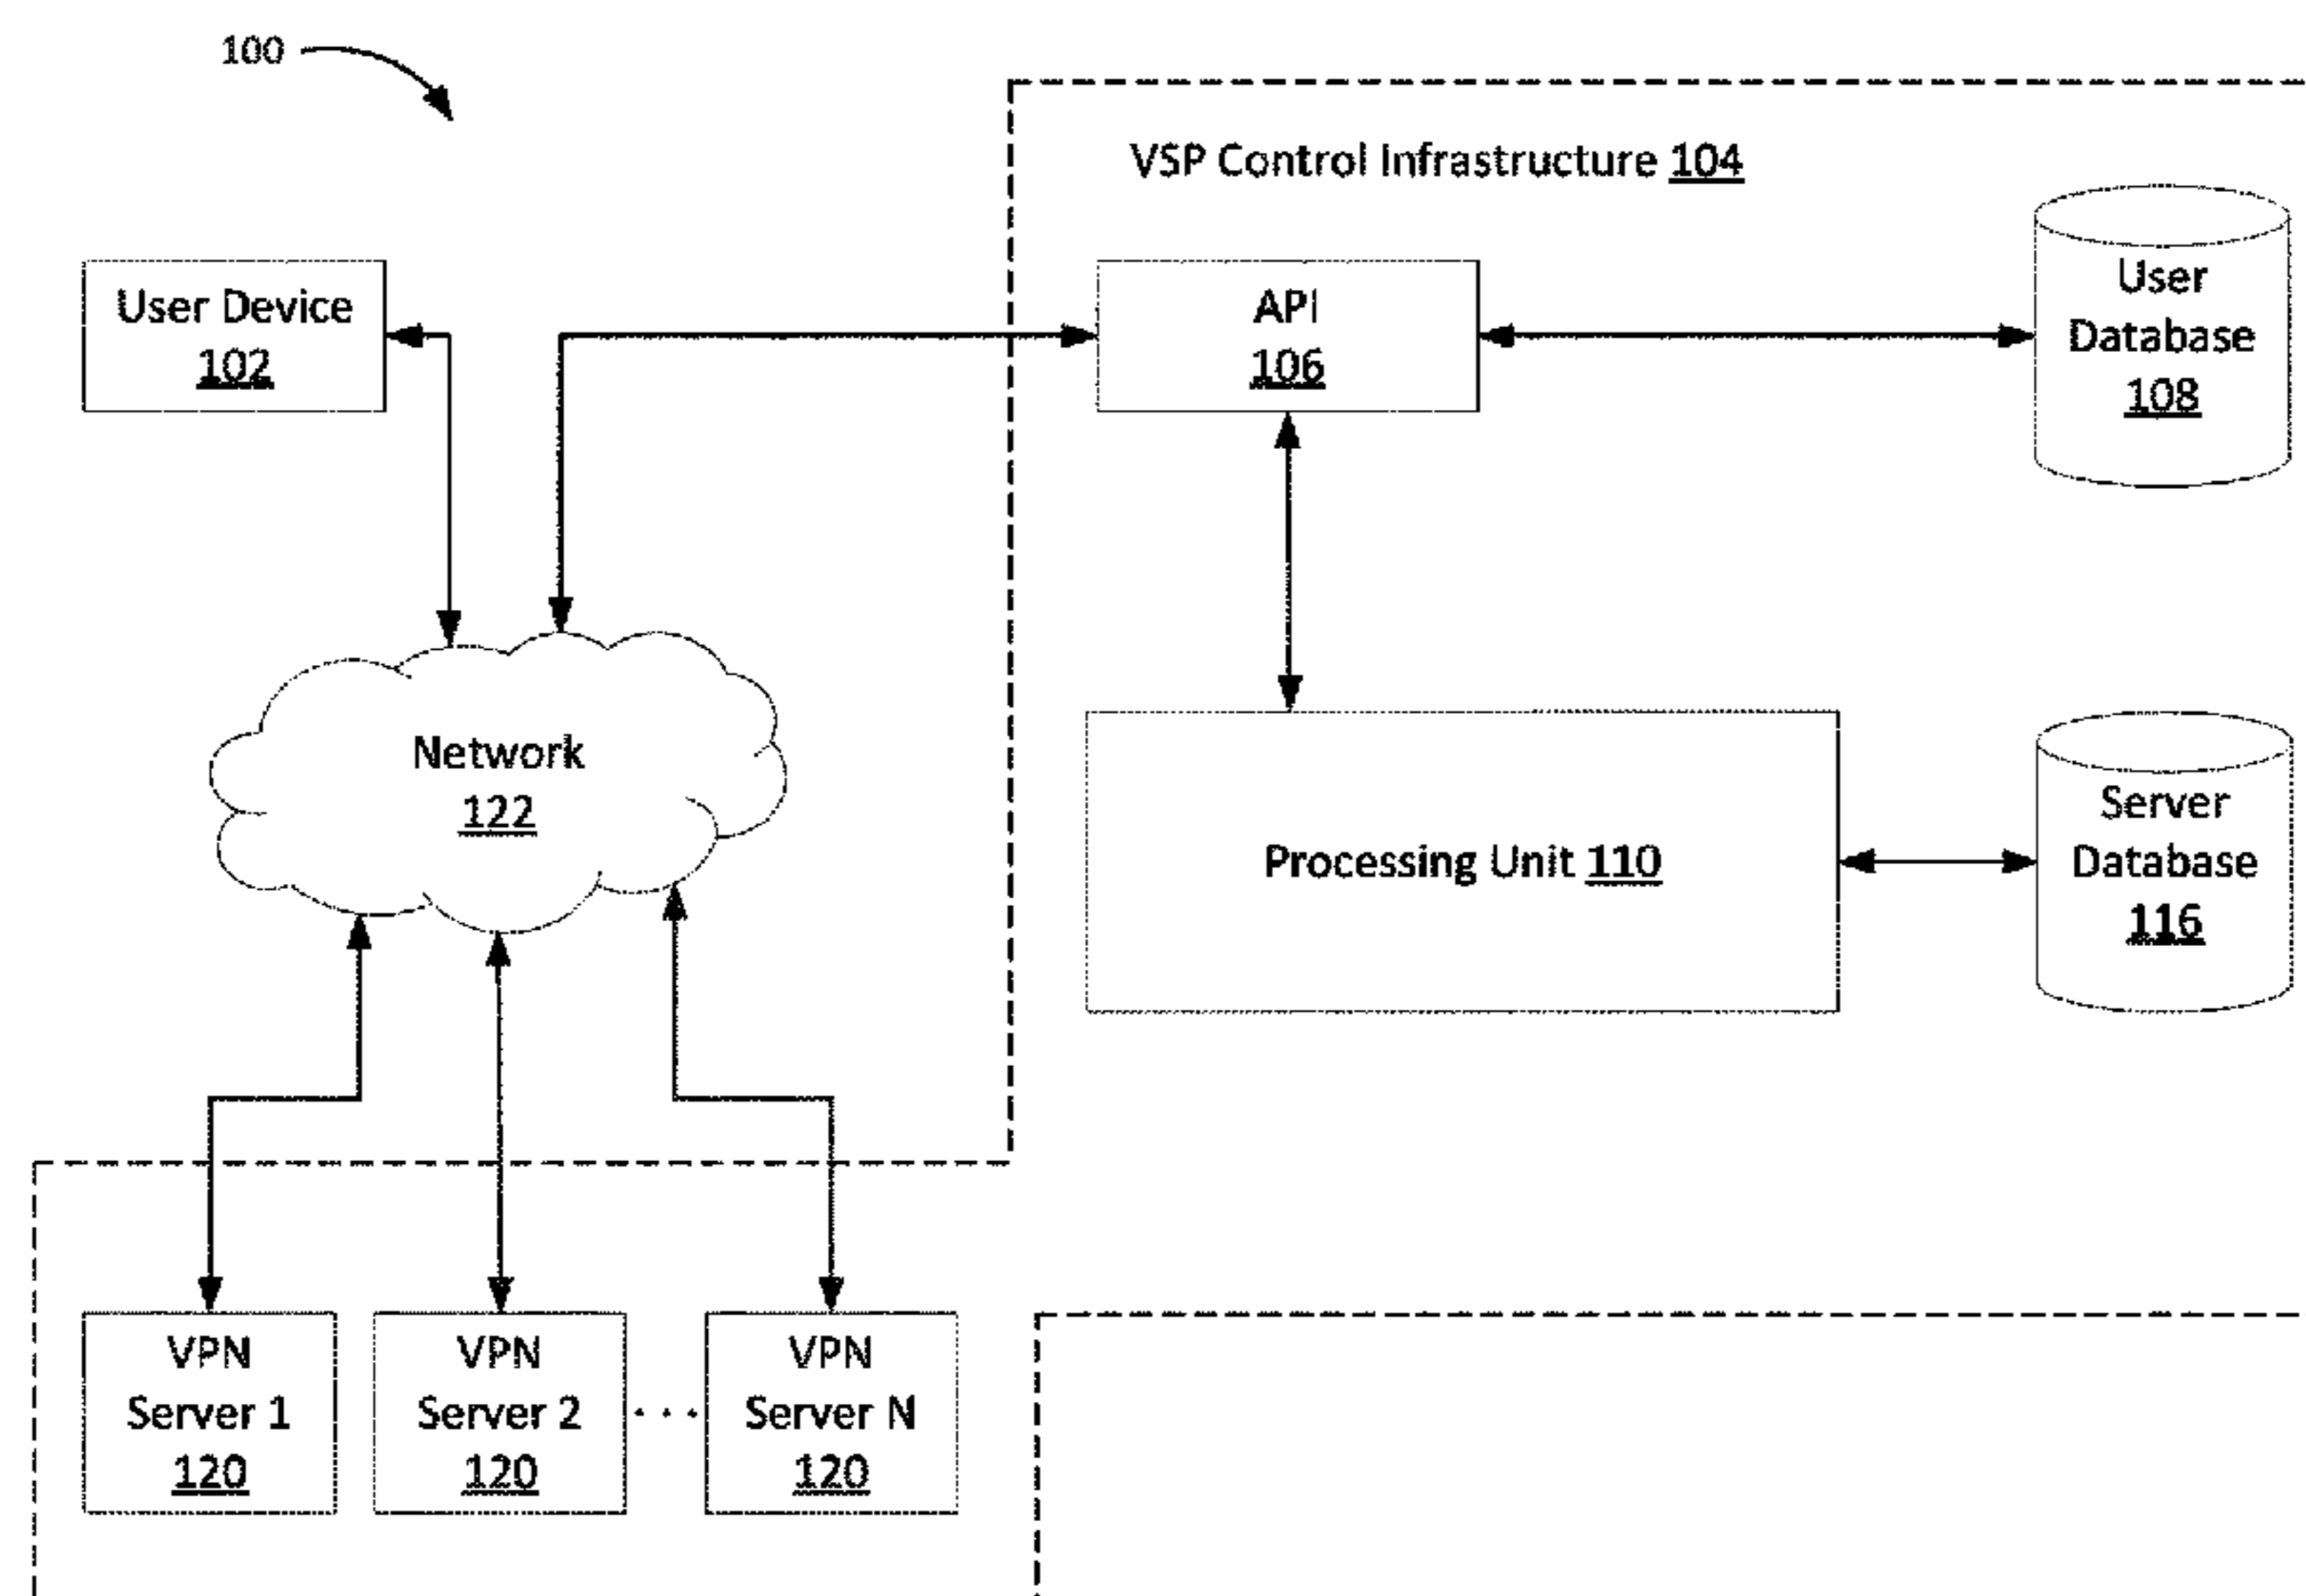 100
VSP Control Infrastructure 104
User Device
102
API
106
User
Database
108
Network
122
Processing Unit 110
Server
Database
116
VPN
Server 1
120
VPN
Server 2
120
. . .
VPN
Server N
120